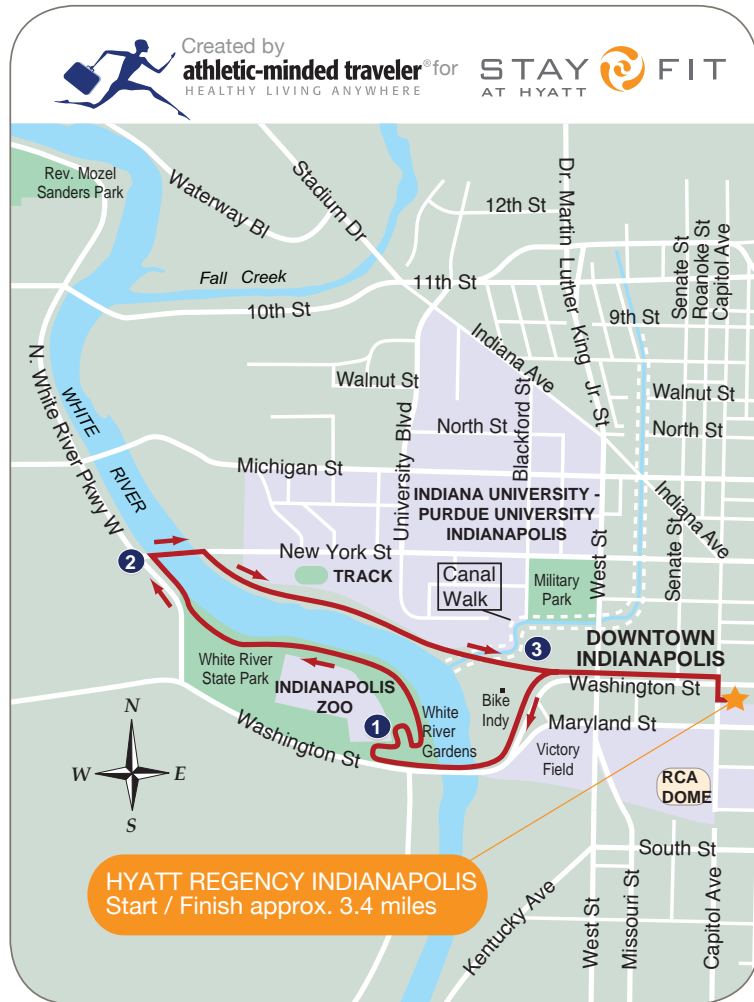 Created by
athletic-minded traveler® for
HEALTHY LIVING ANYWHERE
STAY FIT
AT HYATT
Rev. Mozel
Sanders Park
Waterway Bl
Stadium Dr
Dr. Martin Luther King Jr. St
12th St
Senate St
Roanoke St
Capitol Ave
Fall Creek
11th St
10th St
9th St
Indiana Ave
N. White River Pkwy W
WHITE RIVER
Walnut St
University Blvd
Blackford St
Walnut St
North St
North St
Michigan St
INDIANA UNIVERSITY -
PURDUE UNIVERSITY
INDIANAPOLIS
Indiana Ave
West St
Senate St
2
New York St
TRACK
Canal
Walk
Military
Park
3
DOWNTOWN
INDIANAPOLIS
White River
State Park
INDIANAPOLIS
ZOO
Washington St
1
White
River
Gardens
Bike
Indy
Maryland St
Washington St
Victory
Field
N
W E
S
RCA
DOME
South St
HYATT REGENCY INDIANAPOLIS
Start / Finish approx. 3.4 miles
Kentucky Ave
West St
Missouri St
Capitol Ave